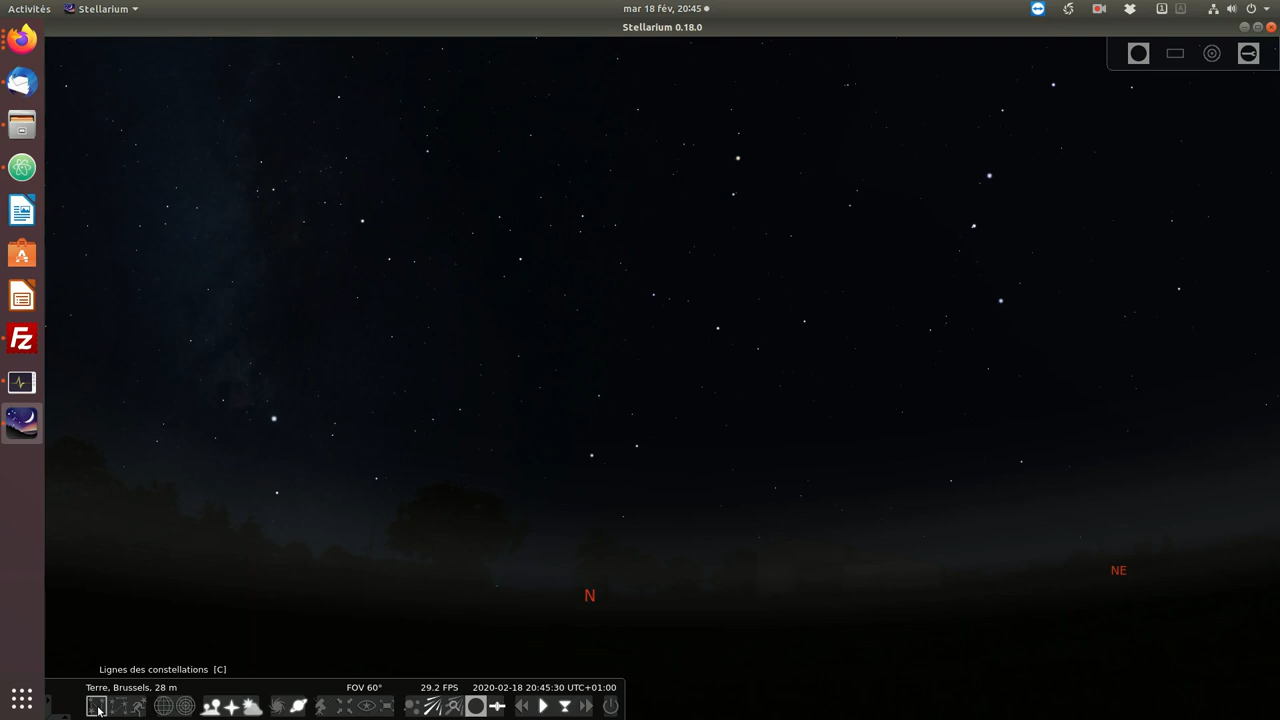 Activités
Stellarium
mar 18 fév, 20:45
Stellarium 0.18.0
N
NE
Lignes des constellations [C]
Terre, Brussels, 28 m
FOV 60°
29.2 FPS
2020-02-18 20:45:30 UTC+01:00